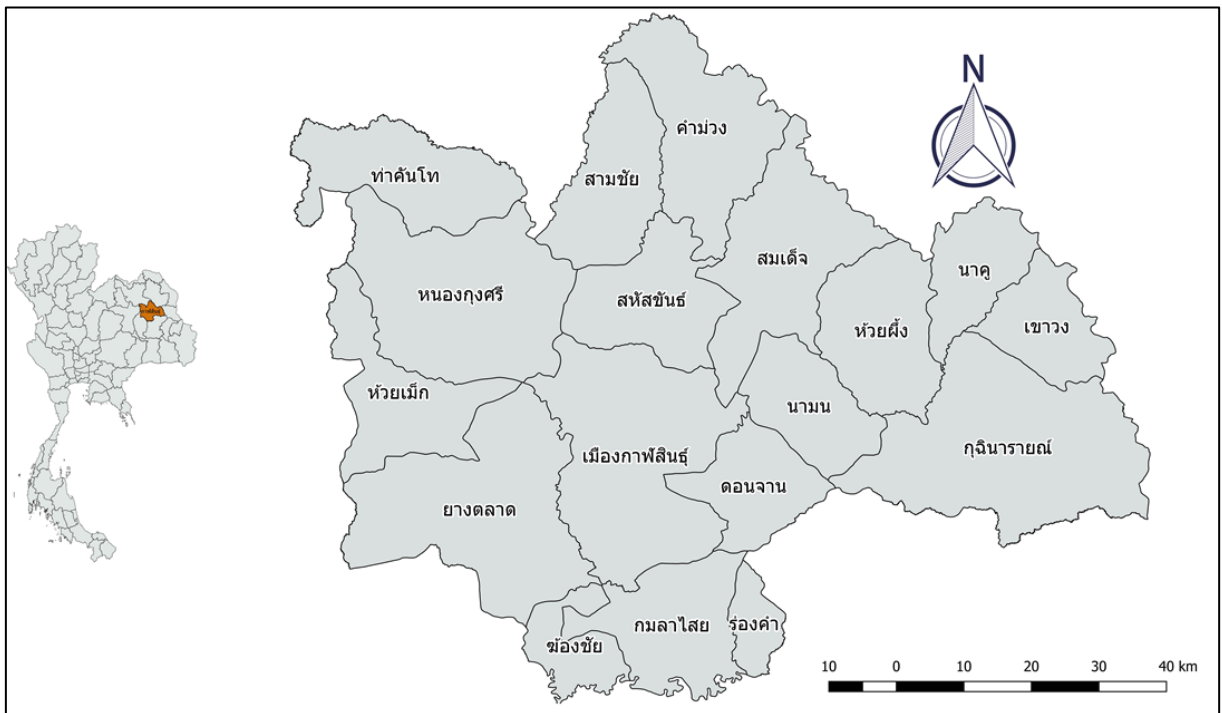 N
คำม่วง
ท่าคันโท
สามชัย
สมเด็จ
นาคู
หนองกุงศรี
สหัสขันธ์
ห้วยผึ้ง
เขาวง
ห้วยเม็ก
นามน
เมืองกาฬสินธุ์
กุฉินารายณ์
ดอนจาน
ยางตลาด
กมลาไสย
ร่องคำ
ฆ้องชัย
10 0 10 20 30 40 km